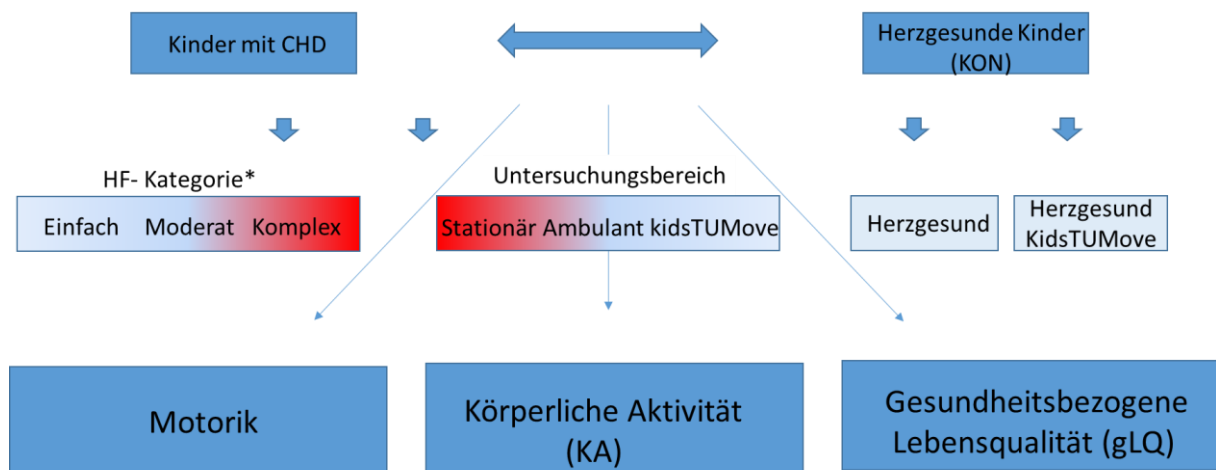 Kinder mit CHD
Herzgesunde Kinder
(KON)
HF- Kategorie*
Einfach Moderat Komplex
Untersuchungsbereich
Stationär Ambulant kidsTUMove
Herzgesund
Herzgesund
KidsTUMove
Motorik
Körperliche Aktivität
(KA)
Gesundheitsbezogene
Lebensqualität (gLQ)